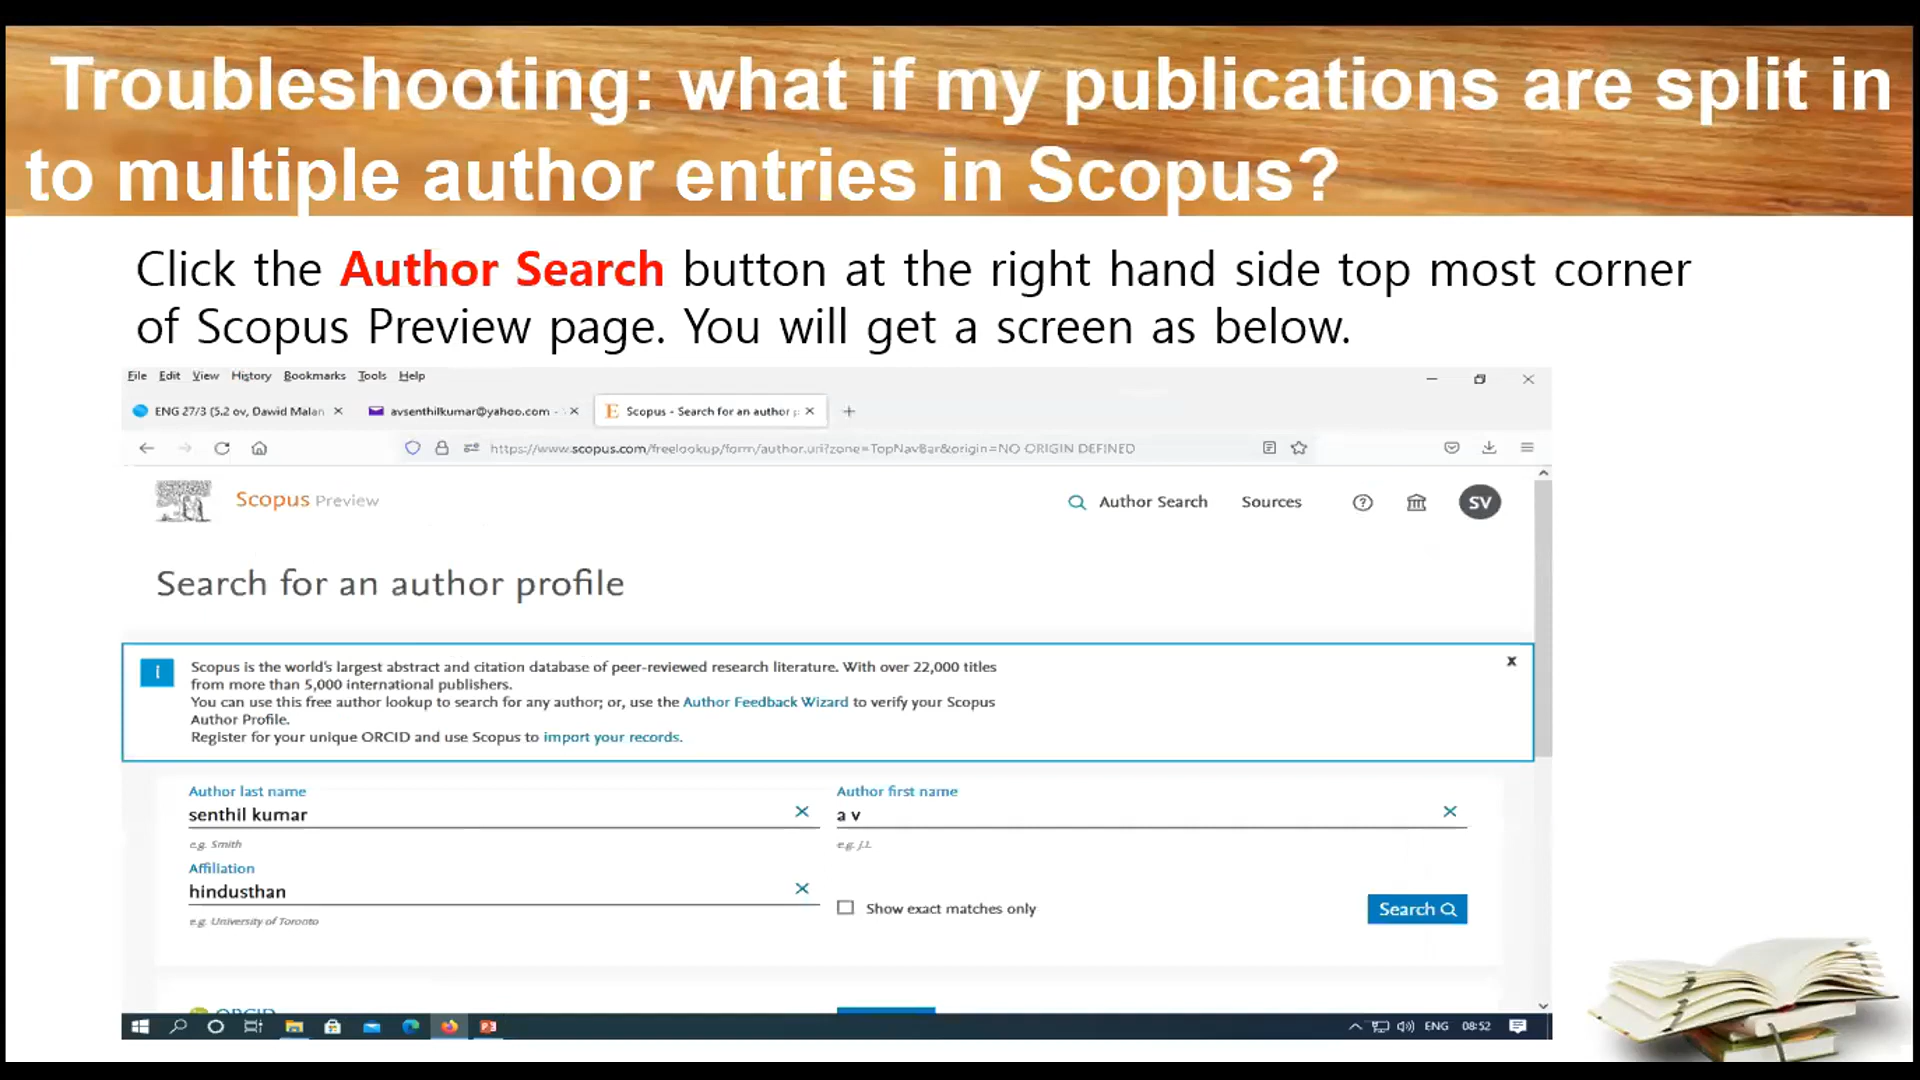 Troubleshooting: what if my publications are split in
to multiple author entries in Scopus?
Click the Author Search button at the right hand side top most corner
of Scopus Preview page. You will get a screen as below.
File Edit View History Bookmarks Tools Help
ENG 27/3 (5.2 ov, Dawid Malan
avsenthilkumar@yahoo.com -
Scopus - Search for an author
https://www.scopus.com/freelookup/form/author.uri?zone=TopNavBar&origin=NO ORIGIN DEFINED
Scopus Preview
Author Search Sources SV
Search for an author profile
i
Scopus is the world's largest abstract and citation database of peer-reviewed research literature. With over 22,000 titles
from more than 5,000 international publishers.
You can use this free author lookup to search for any author; or, use the Author Feedback Wizard to verify your Scopus
Author Profile.
Register for your unique ORCID and use Scopus to import your records.
Author last name
senthil kumar
e.g. Smith
Author first name
a v
e.g. J.L.
Affiliation
hindusthan
e.g. University of Toronto
Show exact matches only
Search
ORCID
ENG 08:52